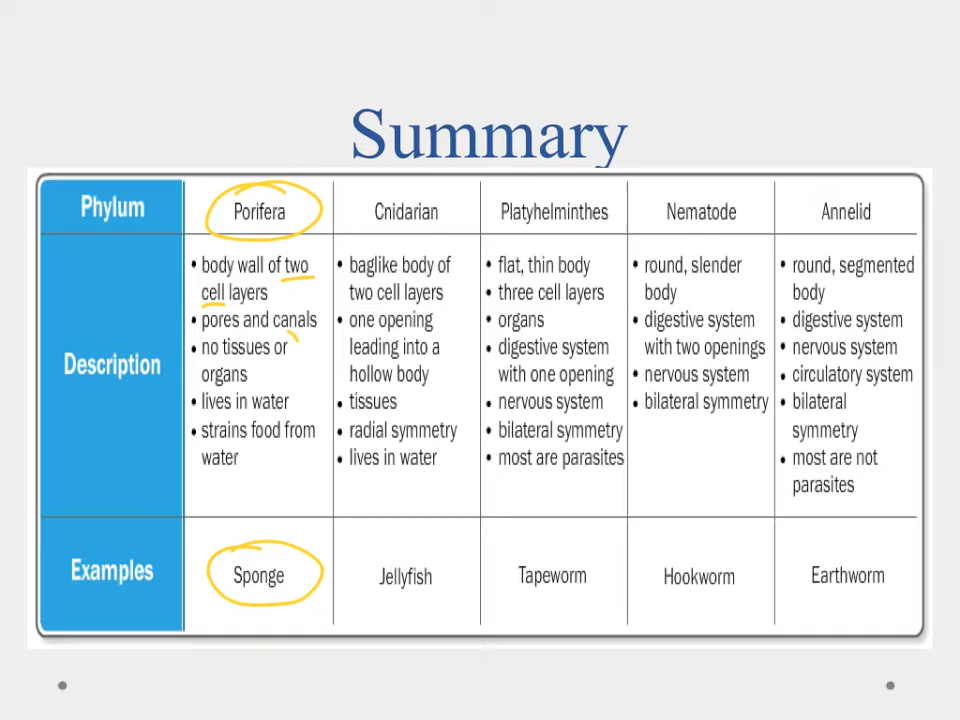 Summary
Phylum
Porifera
Cnidarian
Platyhelminthes
Nematode
Annelid
Description
• body wall of two
cell layers
• pores and canals
• no tissues or
organs
• lives in water
• strains food from
water
• baglike body of
two cell layers
• one opening
leading into a
hollow body
• tissues
• radial symmetry
• lives in water
• flat, thin body
• three cell layers
• organs
• digestive system
with one opening
• nervous system
• bilateral symmetry
• most are parasites
• round, slender
body
• digestive system
with two openings
• nervous system
• bilateral symmetry
• round, segmented
body
• digestive system
• nervous system
• circulatory system
• bilateral
symmetry
• most are not
parasites
Examples
Sponge
Jellyfish
Tapeworm
Hookworm
Earthworm